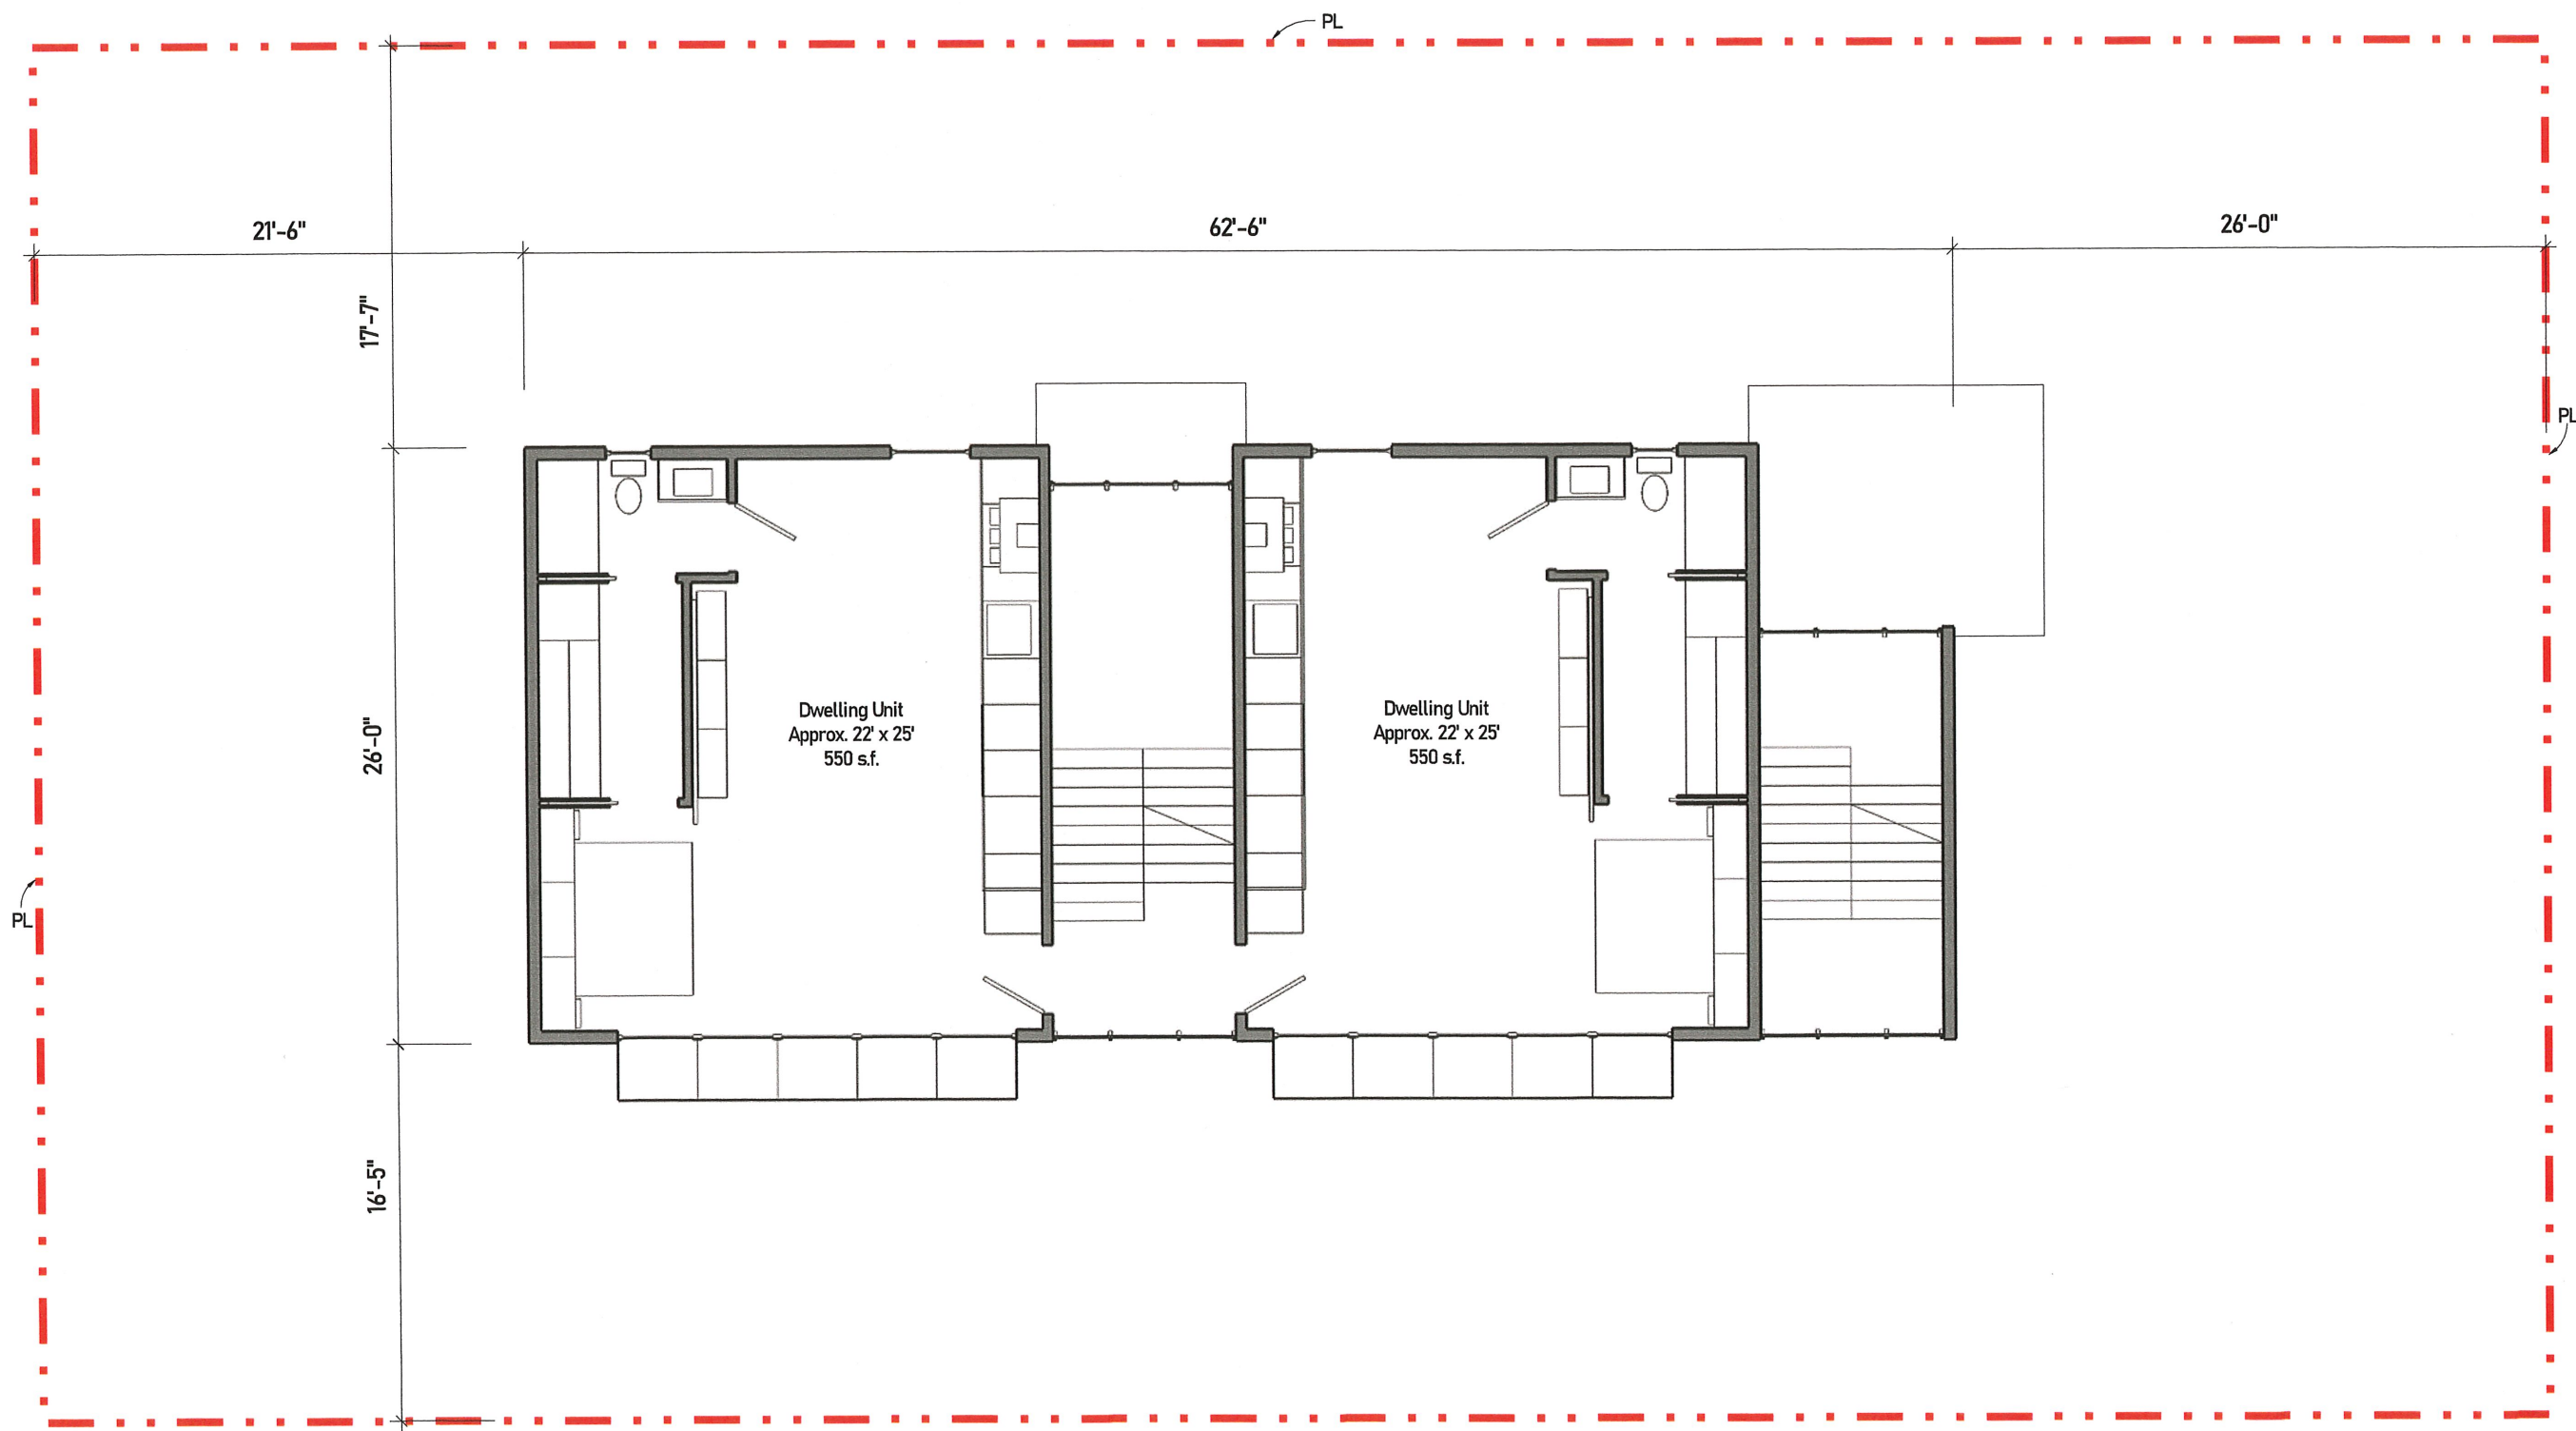 PL
21'-6"
62'-6"
26'-0"
17'-7"
PL
Dwelling Unit
Approx. 22' x 25'
550 s.f.
Dwelling Unit
Approx. 22' x 25'
550 s.f.
26'-0"
PL
16'-5"